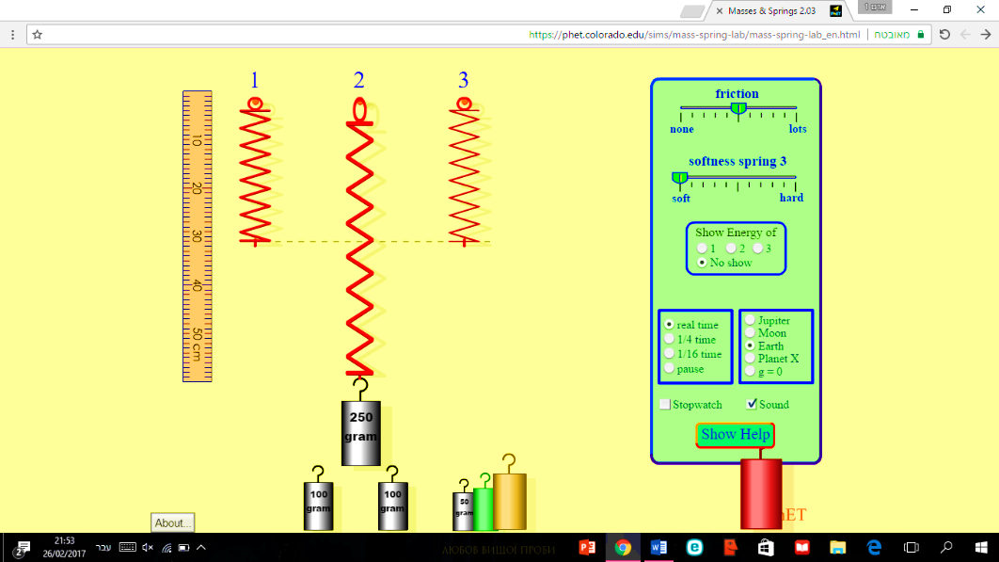 Masses & Springs 2.03
PhET
אום 1
https://phet.colorado.edu/sims/mass-spring-lab/mass-spring-lab_en.html
מאובטח
1
2
3
10
20
30
40
50 cm
friction
none
lots
softness spring 3
soft
hard
Show Energy of
1
2
3
No show
real time
1/4 time
1/16 time
pause
Jupiter
Moon
Earth
Planet X
g = 0
Stopwatch
Sound
Show Help
250
gram
100
gram
100
gram
50
gram
About...
2
21:53
26/02/2017
עבר
ЛЮБОВ ВИЩОЇ ПРОБИ